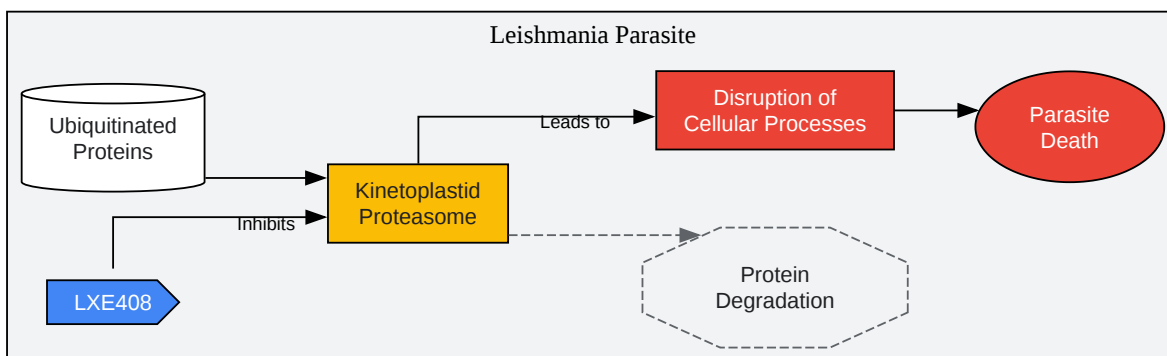 Leishmania Parasite
Ubiquitinated
Proteins
Disruption of
Cellular Processes
Parasite
Death
Leads to
Kinetoplastid
Proteasome
Inhibits
LXE408
Protein
Degradation